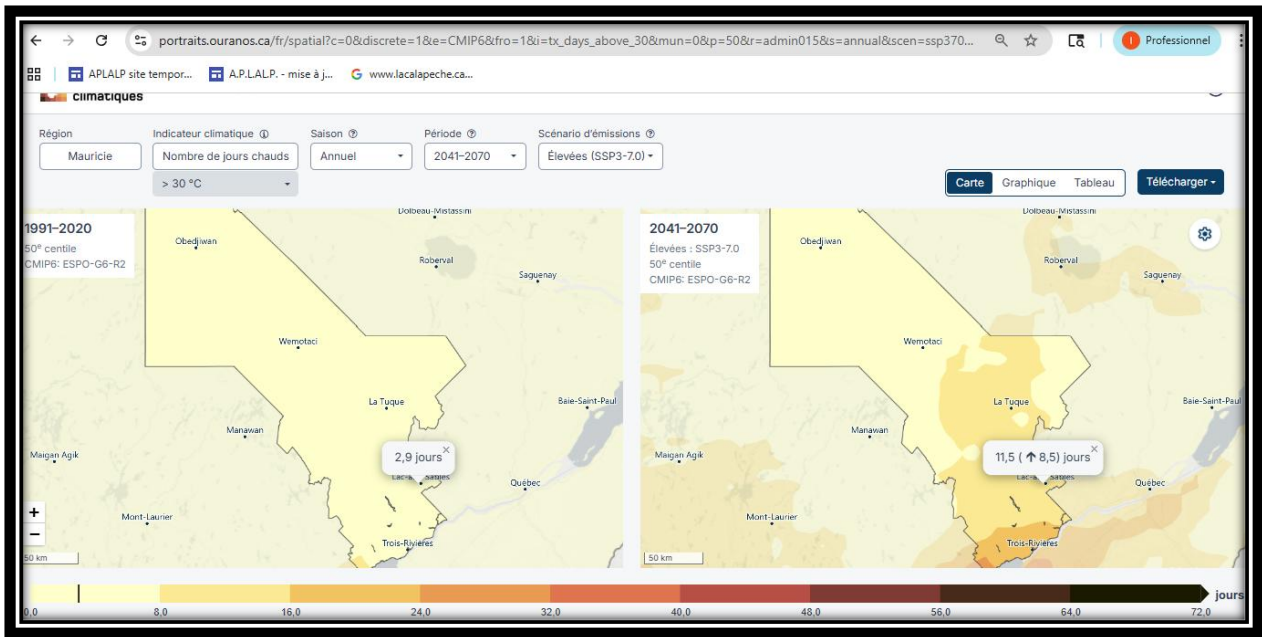 portraits.ouranos.ca/fr/spatial?c=0&discrete=1&e=CMIP6&fro=1&i=tx_days_above_30&mun=0&p=50&r=admin015&s=annual&scen=ssp370...
Professionnel
APLALP site tempor...
A.P.L.ALP. - mise à j...
www.lacalapeche.ca...
climatiques
Région
Indicateur climatique
Saison
Période
Scénario d'émissions
Mauricie
Nombre de jours chauds
Annuel
2041–2070
Élevées (SSP3-7.0)
> 30 °C
Carte
Graphique
Tableau
Télécharger
1991–2020
50e centile
CMIP6: ESPO-G6-R2
Dolbeau-Mistassini
Obedjiwan
Roberval
Saguenay
Wemotaci
La Tuque
Baie-Saint-Paul
Manawan
2,9 jours
Maigan Agik
Québec
Mont-Laurier
Trois-Rivières
50 km
2041–2070
Élevées : SSP3-7.0
50e centile
CMIP6: ESPO-G6-R2
Dolbeau-Mistassini
Obedjiwan
Roberval
Saguenay
Wemotaci
La Tuque
Baie-Saint-Paul
Manawan
11,5 ( ↑ 8,5) jours
Maigan Agik
Québec
Mont-Laurier
Trois-Rivières
50 km
jours
0,0 8,0 16,0 24,0 32,0 40,0 48,0 56,0 64,0 72,0